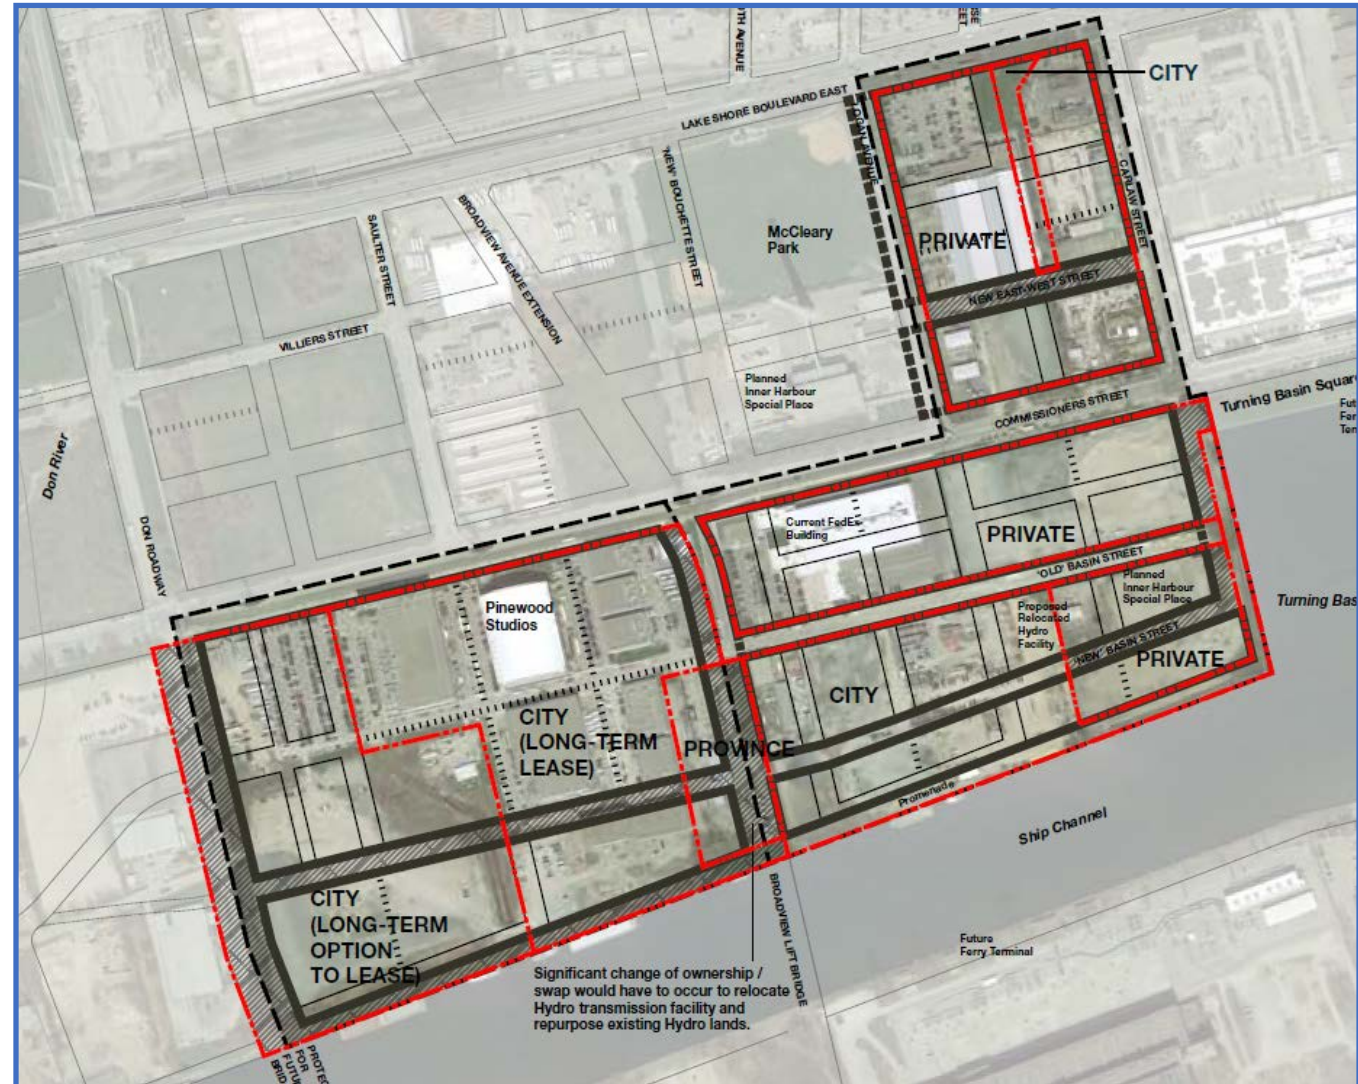 CITY
LAKE SHORE BOULEVARD EAST
LOGAN AVENUE
CARLAW STREET
'NEW' BOUCHETTE STREET
BROADVIEW AVENUE EXTENSION
SAULTER STREET
McCleary
Park
PRIVATE
NEW EAST-WEST STREET
VILLIERS STREET
Planned
Inner Harbour
Special Place
COMMISSIONERS STREET
Turning Basin Square
Don River
DON ROADWAY
Current FedEx
Building
PRIVATE
'OLD' BASIN STREET
Planned
Inner Harbour
Special Place
Pinewood
Studios
Proposed
Relocated
Hydro
Facility
'NEW' BASIN STREET
PRIVATE
CITY
CITY
(LONG-TERM
LEASE)
PROVINCE
Promenade
Ship Channel
CITY
(LONG-TERM
OPTION
TO LEASE)
BROADVIEW LIFT BRIDGE
Future
Ferry Terminal
Significant change of ownership /
swap would have to occur to relocate
Hydro transmission facility and
repurpose existing Hydro lands.
FOR